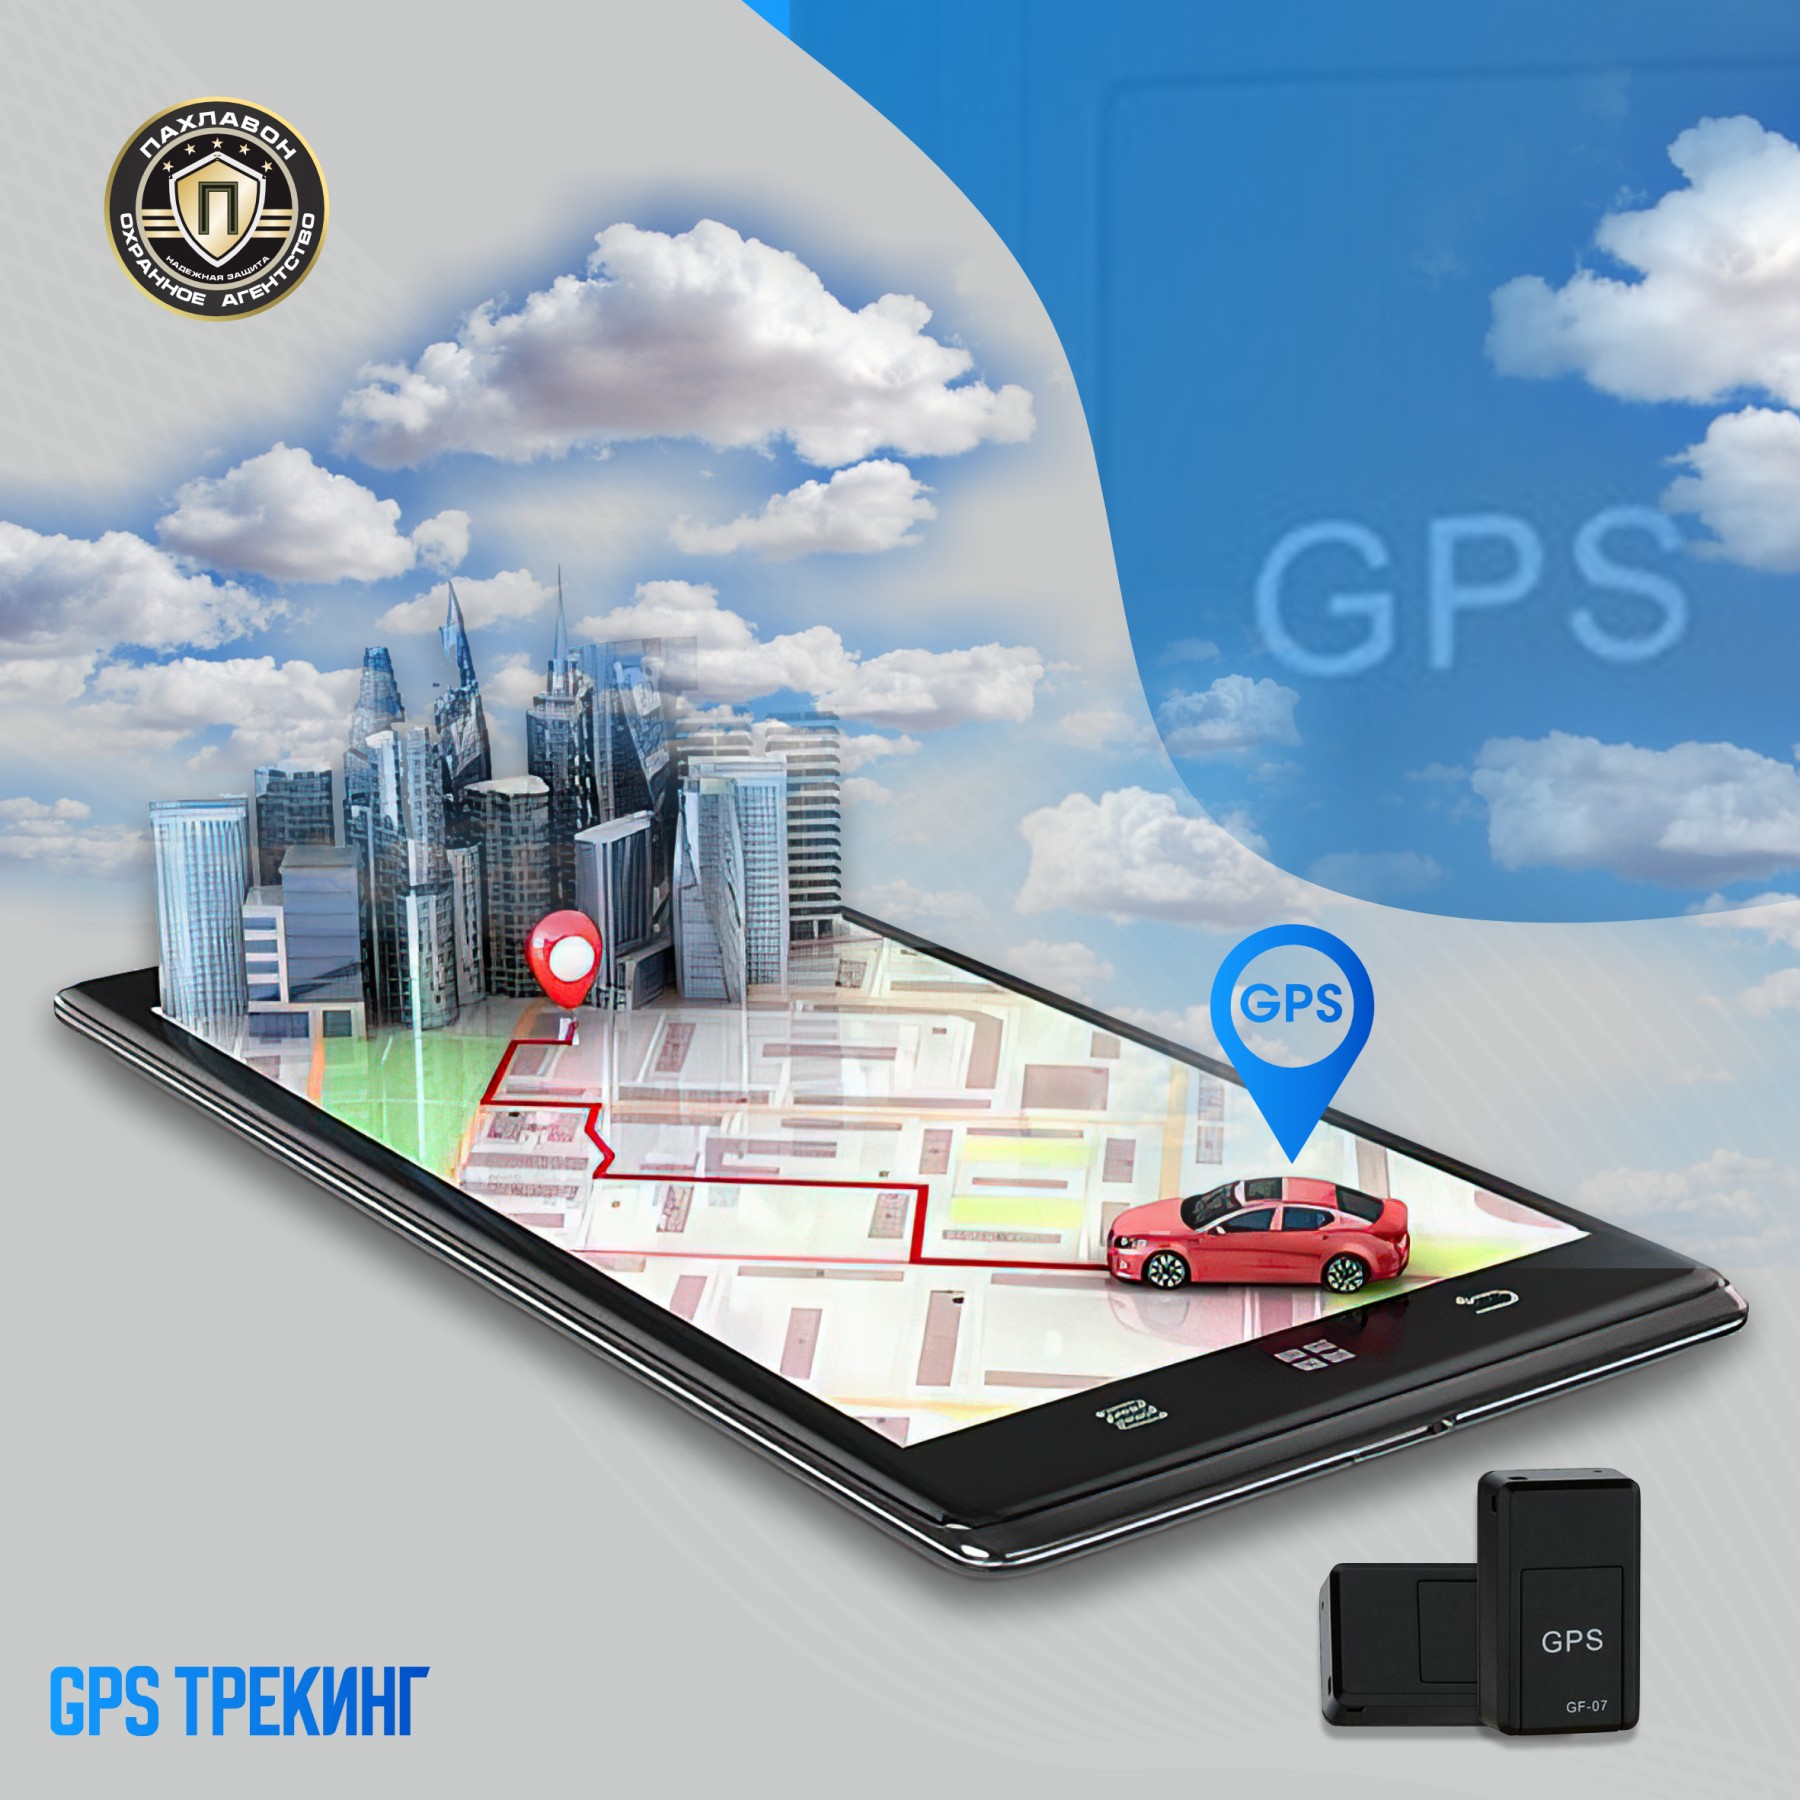 ПАХЛАВОН
П
НАДЕЖНАЯ ЗАЩИТА
ОХРАННОЕ АГЕНТСТВО
GPS
GPS
GPS
GF-07
GPS ТРЕКИНГ